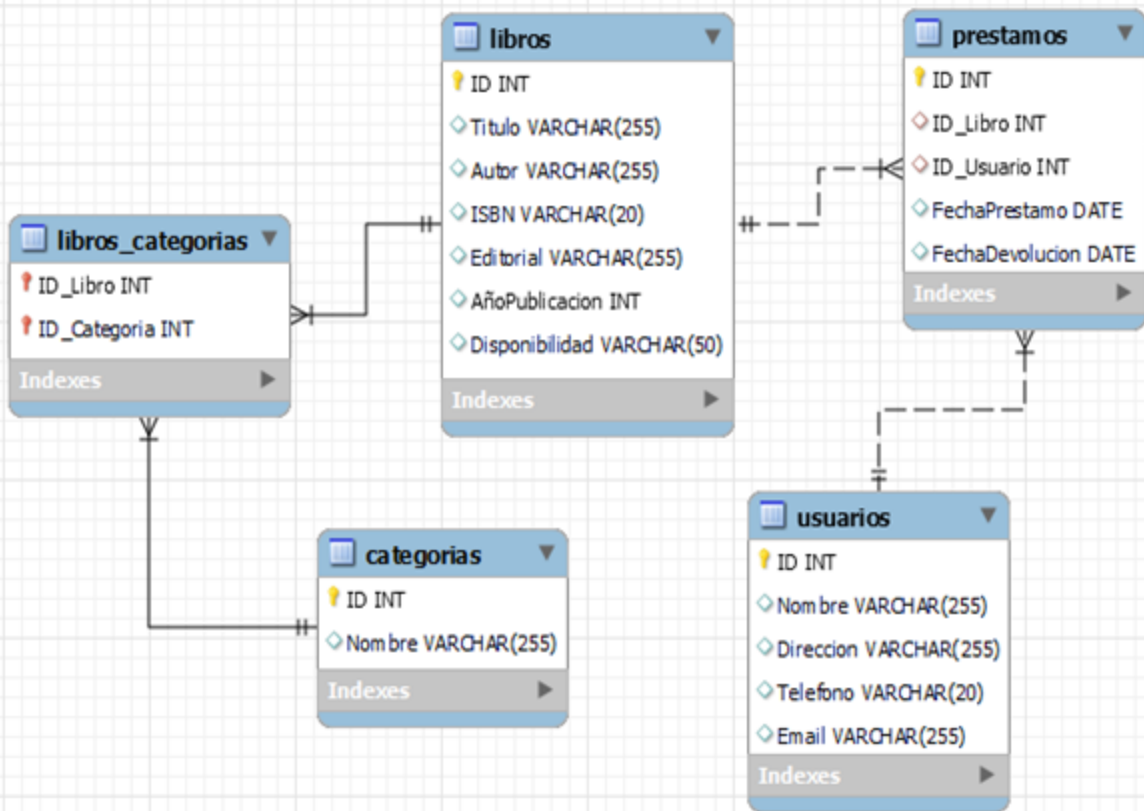 libros
ID INT
Titulo VARCHAR(255)
Autor VARCHAR(255)
ISBN VARCHAR(20)
Editorial VARCHAR(255)
AñoPublicacion INT
Disponibilidad VARCHAR(50)
Indexes
prestamos
ID INT
ID_Libro INT
ID_Usuario INT
FechaPrestamo DATE
FechaDevolucion DATE
Indexes
libros_categorias
ID_Libro INT
ID_Categoria INT
Indexes
categorias
ID INT
Nombre VARCHAR(255)
Indexes
usuarios
ID INT
Nombre VARCHAR(255)
Direccion VARCHAR(255)
Telefono VARCHAR(20)
Email VARCHAR(255)
Indexes